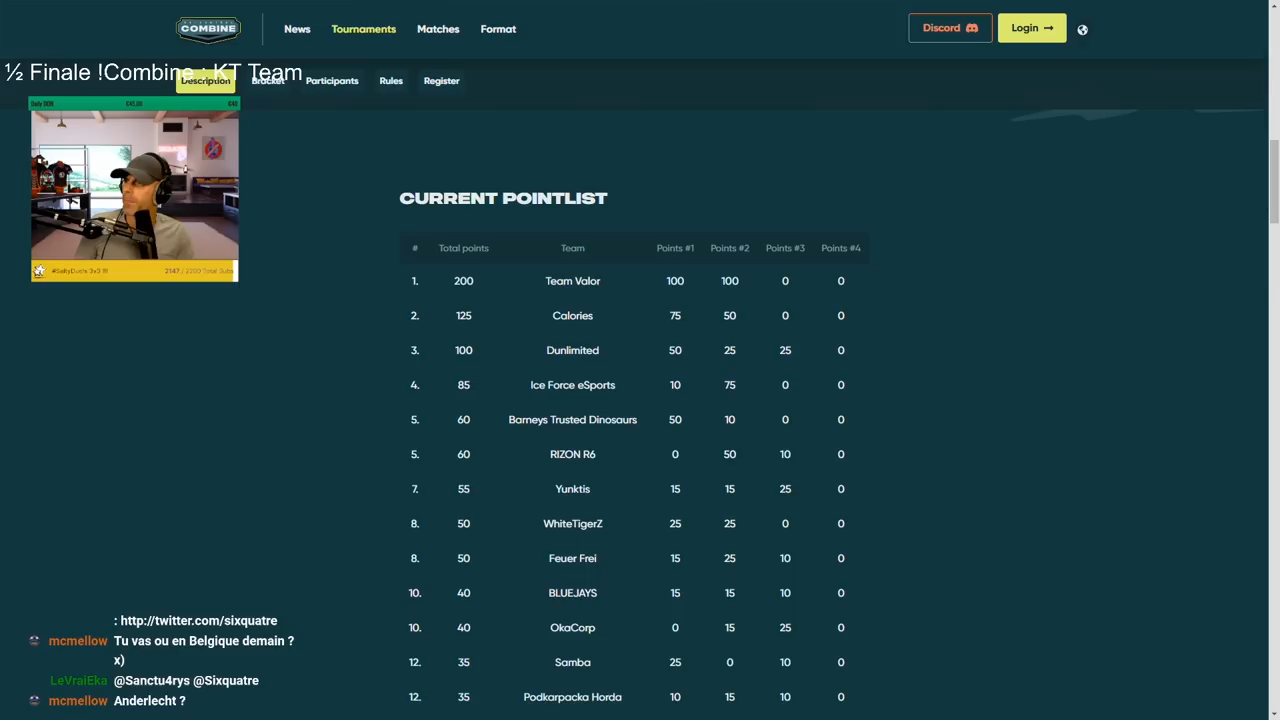 COMBINE
News
Tournaments
Matches
Format
Discord
Login →
½ Finale !Combine : KT Team
Description
Bracket
Participants
Rules
Register
#SaltyDuels 3v3 !!!
2147 / 2200 Total Subs
CURRENT POINTLIST
# Total points Team Points #1 Points #2 Points #3 Points #4
1. 200 Team Valor 100 100 0 0
2. 125 Calories 75 50 0 0
3. 100 Dunlimited 50 25 25 0
4. 85 Ice Force eSports 10 75 0 0
5. 60 Barneys Trusted Dinosaurs 50 10 0 0
5. 60 RIZON R6 0 50 10 0
7. 55 Yunktis 15 15 25 0
8. 50 WhiteTigerZ 25 25 0 0
8. 50 Feuer Frei 15 25 10 0
10. 40 BLUEJAYS 15 15 10 0
10. 40 OkaCorp 0 15 25 0
12. 35 Samba 25 0 10 0
12. 35 Podkarpacka Horda 10 15 10 0
: http://twitter.com/sixquatre
mcmellow Tu vas ou en Belgique demain ?
x)
LeVraiEka @Sanctu4rys @Sixquatre
mcmellow Anderlecht ?